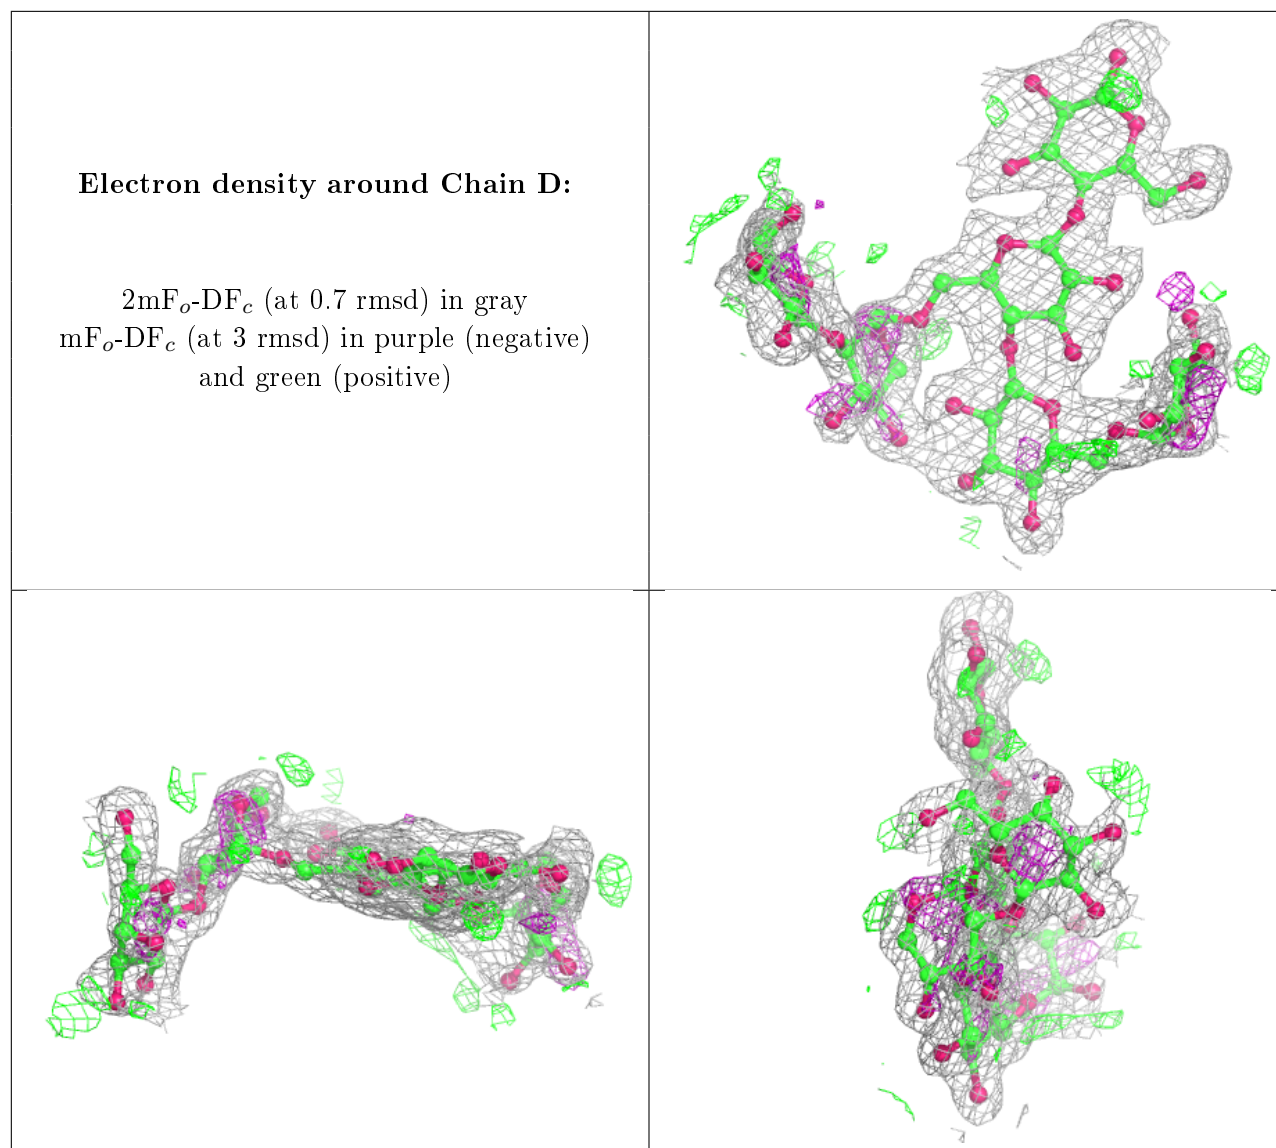 Electron density around Chain D:
2mFₒ-DF𝒸 (at 0.7 rmsd) in gray
mFₒ-DF𝒸 (at 3 rmsd) in purple (negative)
and green (positive)